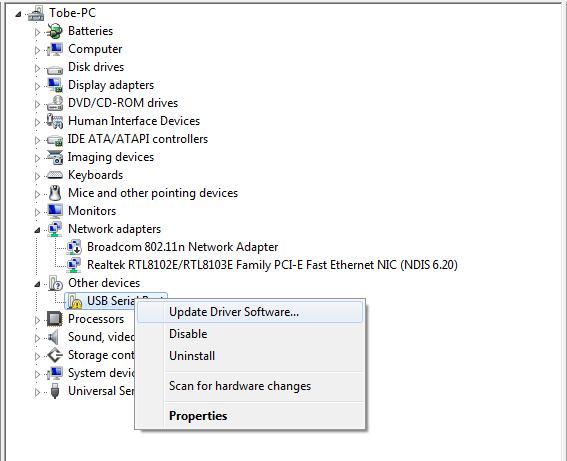 Tobe-PC
Batteries
Computer
Disk drives
Display adapters
DVD/CD-ROM drives
Human Interface Devices
IDE ATA/ATAPI controllers
Imaging devices
Keyboards
Mice and other pointing devices
Monitors
Network adapters
Broadcom 802.11n Network Adapter
Realtek RTL8102E/RTL8103E Family PCI-E Fast Ethernet NIC (NDIS 6.20)
Other devices
USB Serial
Update Driver Software...
Processors
Disable
Sound, video
Uninstall
Storage cont
System devic
Scan for hardware changes
Universal Ser
Properties